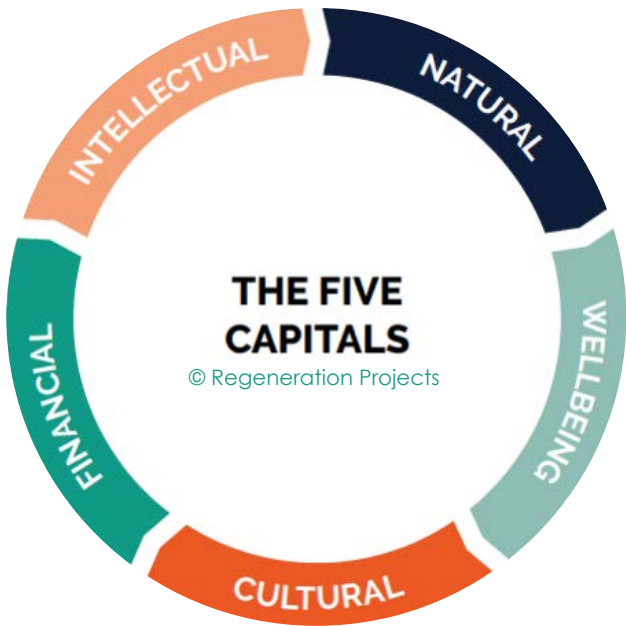 THE FIVE
CAPITALS
© Regeneration Projects
NATURAL
WELLBEING
CULTURAL
FINANCIAL
INTELLECTUAL